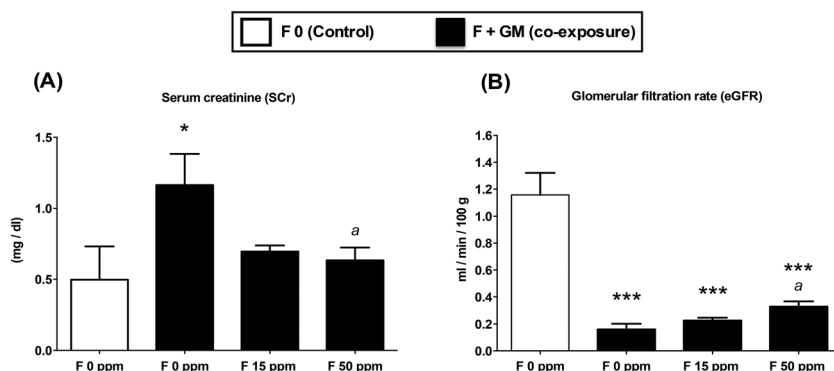 F 0 (Control) F + GM (co-exposure)
(A)
Serum creatinine (SCr)
*
a
(mg / dl)
1.5
1.0
0.5
0.0
F 0 ppm F 0 ppm F 15 ppm F 50 ppm
(B)
Glomerular filtration rate (eGFR)
ml / min / 100 g
1.6
1.4
1.2
1.0
0.8
0.6
0.4
0.2
0.0
*** *** ***
a
F 0 ppm F 0 ppm F 15 ppm F 50 ppm